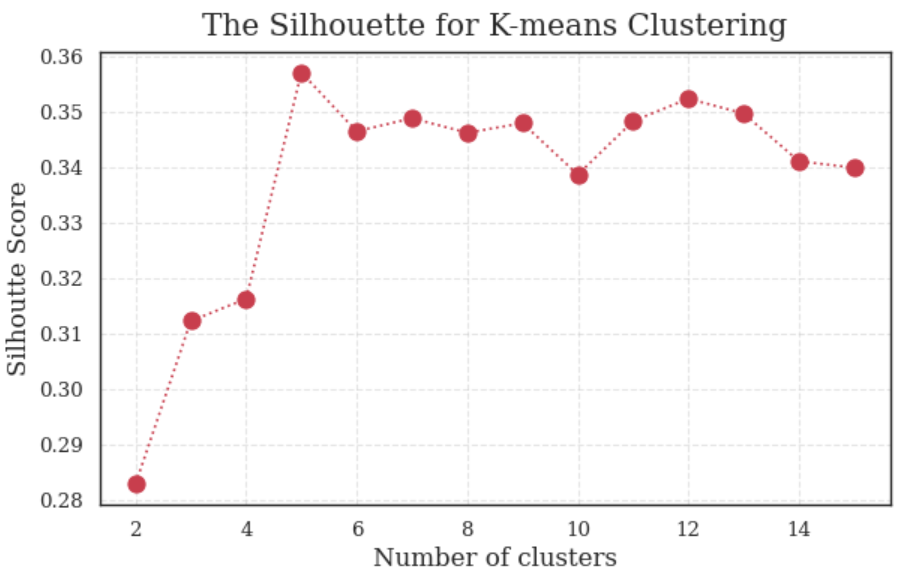 The Silhouette for K-means Clustering
0.36
0.35
0.34
0.33
0.32
0.31
0.30
0.29
0.28
Silhoutte Score
2 4 6 8 10 12 14
Number of clusters